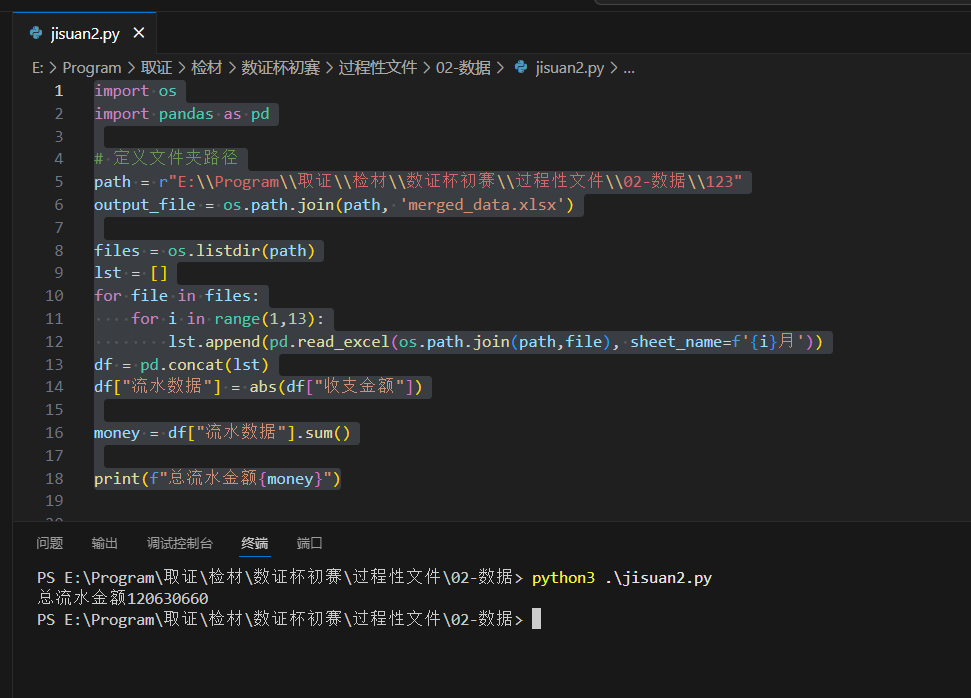 jisuan2.py
E: > Program > 取证 > 检材 > 数证杯初赛 > 过程性文件 > 02-数据 > jisuan2.py > ...
1 import os
2 import pandas as pd
3
4 # 定义文件夹路径
5 path = r"E:\\Program\\取证\\检材\\数证杯初赛\\过程性文件\\02-数据\\123"
6 output_file = os.path.join(path, 'merged_data.xlsx')
7
8 files = os.listdir(path)
9 lst = []
10 for file in files:
11     for i in range(1,13):
12         lst.append(pd.read_excel(os.path.join(path,file), sheet_name=f'{i}月'))
13 df = pd.concat(lst)
14 df["流水数据"] = abs(df["收支金额"])
15
16 money = df["流水数据"].sum()
17
18 print(f"总流水金额{money}")
19
问题 输出 调试控制台 终端 端口
PS E:\Program\取证\检材\数证杯初赛\过程性文件\02-数据> python3 .\jisuan2.py
总流水金额120630660
PS E:\Program\取证\检材\数证杯初赛\过程性文件\02-数据>